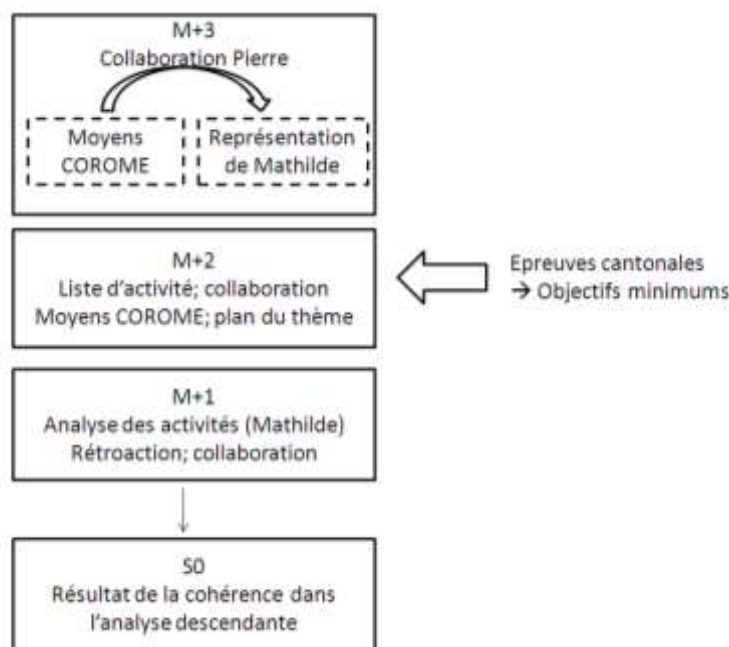 M+3
Collaboration Pierre
Moyens
COROME
Représentation
de Mathilde
M+2
Liste d'activité; collaboration
Moyens COROME; plan du thème
Epreuves cantonales
→ Objectifs minimums
M+1
Analyse des activités (Mathilde)
Rétroaction; collaboration
S0
Résultat de la cohérence dans
l'analyse descendante